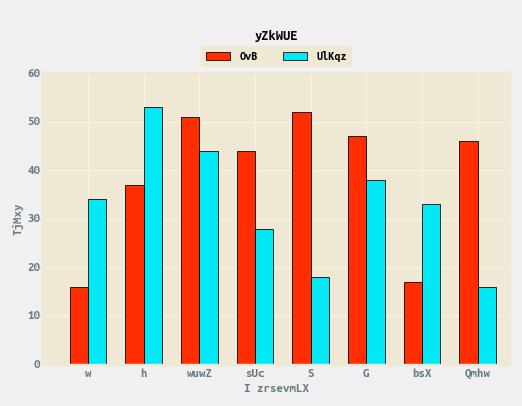 yZkWUE
OvB
UlKqz
60
50
40
30
20
10
0
TjMxy
w
h
wuwZ
sUc
S
G
bsX
Qmhw
I zrsevmLX